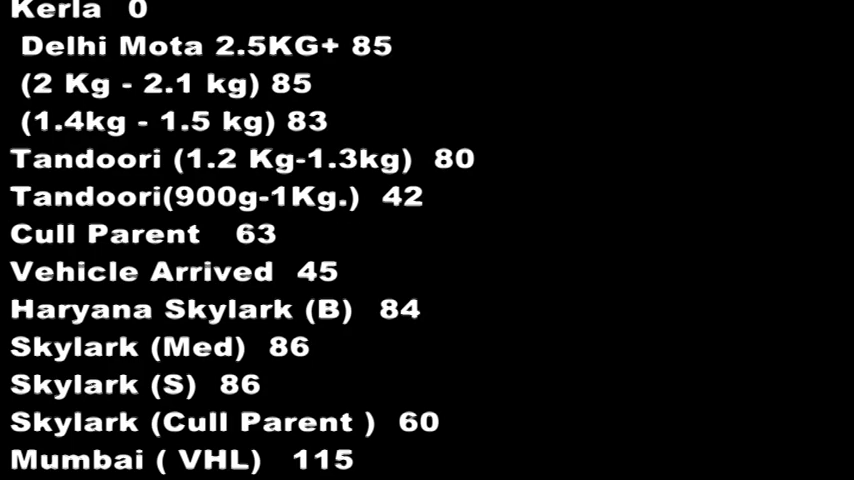 Kerla 0
Delhi Mota 2.5KG+ 85
(2 Kg - 2.1 kg) 85
(1.4kg - 1.5 kg) 83
Tandoori (1.2 Kg-1.3kg) 80
Tandoori(900g-1Kg.) 42
Cull Parent 63
Vehicle Arrived 45
Haryana Skylark (B) 84
Skylark (Med) 86
Skylark (S) 86
Skylark (Cull Parent ) 60
Mumbai ( VHL) 115